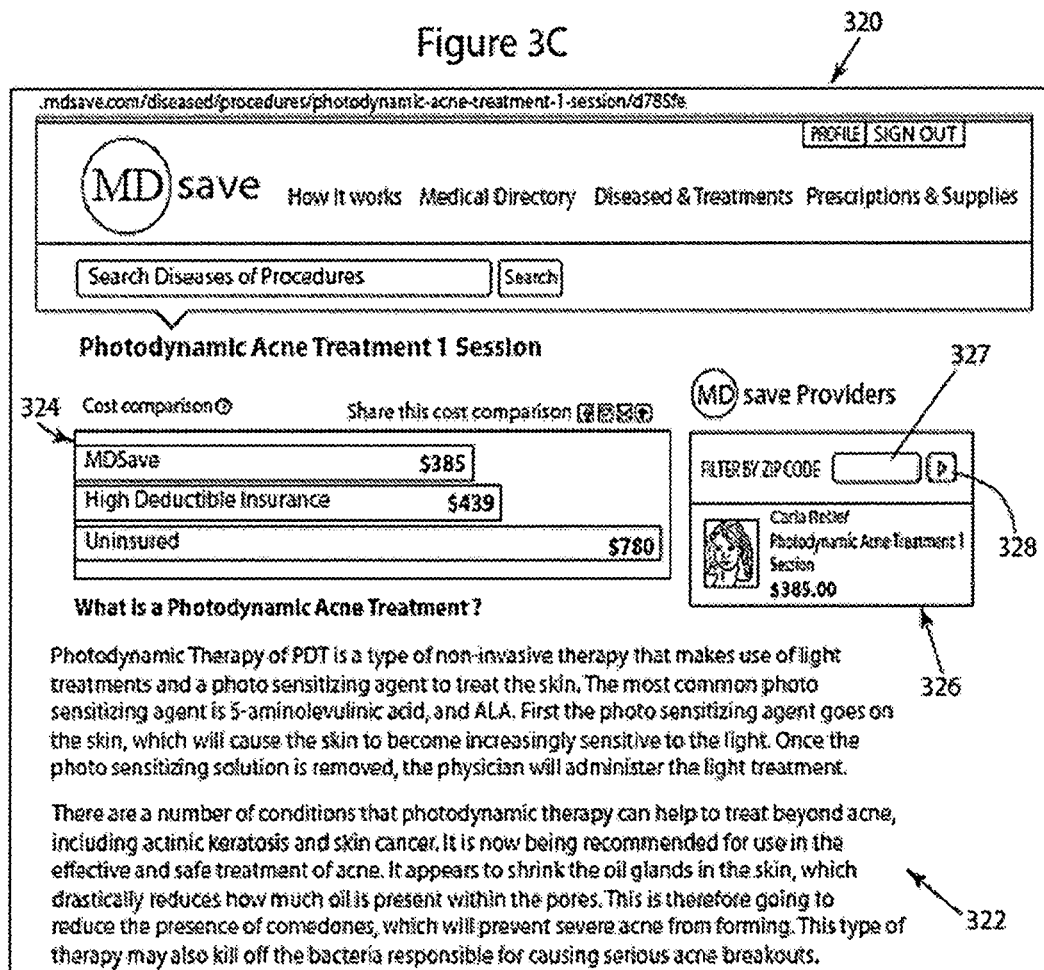 Figure 3C
320
.mdsave.com/diseased/procedures/photodynamic-acne-treatment-1-session/d785fe
PROFILE SIGN OUT
MD save How it works Medical Directory Diseased & Treatments Prescriptions & Supplies
Search Diseases of Procedures Search
Photodynamic Acne Treatment 1 Session
327
MD save Providers
324 Cost comparison ? Share this cost comparison
FILTER BY ZIP CODE
MDSave $385
High Deductible Insurance $439
Uninsured $780
Carla
Photodynamic Acne Treatment 1
Session
$385.00
328
326
What is a Photodynamic Acne Treatment ?
Photodynamic Therapy of PDT is a type of non-invasive therapy that makes use of light
treatments and a photo sensitizing agent to treat the skin. The most common photo
sensitizing agent is 5-aminolevulinic acid, and ALA. First the photo sensitizing agent goes on
the skin, which will cause the skin to become increasingly sensitive to the light. Once the
photo sensitizing solution is removed, the physician will administer the light treatment.
There are a number of conditions that photodynamic therapy can help to treat beyond acne,
including actinic keratosis and skin cancer. It is now being recommended for use in the
effective and safe treatment of acne. It appears to shrink the oil glands in the skin, which
drastically reduces how much oil is present within the pores. This is therefore going to
reduce the presence of comedones, which will prevent severe acne from forming. This type of
therapy may also kill off the bacteria responsible for causing serious acne breakouts.
322